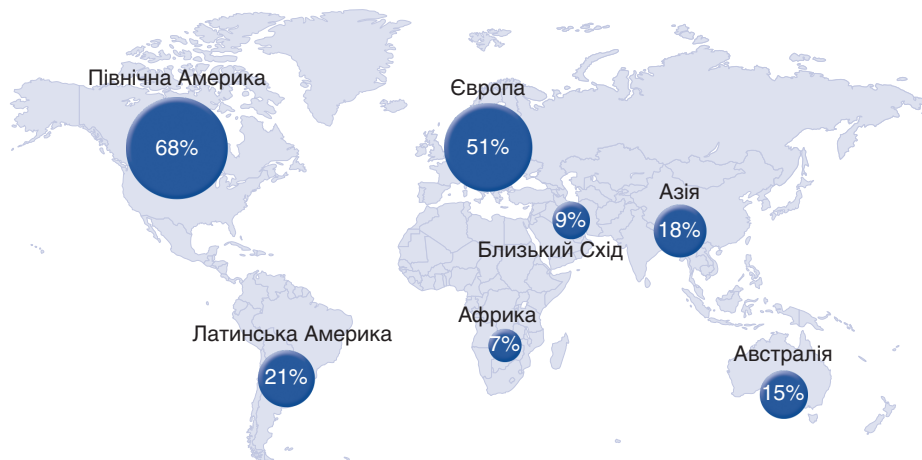 Північна Америка
68%
Європа
51%
Азія
18%
9%
Близький Схід
Африка
7%
Латинська Америка
21%
Австралія
15%